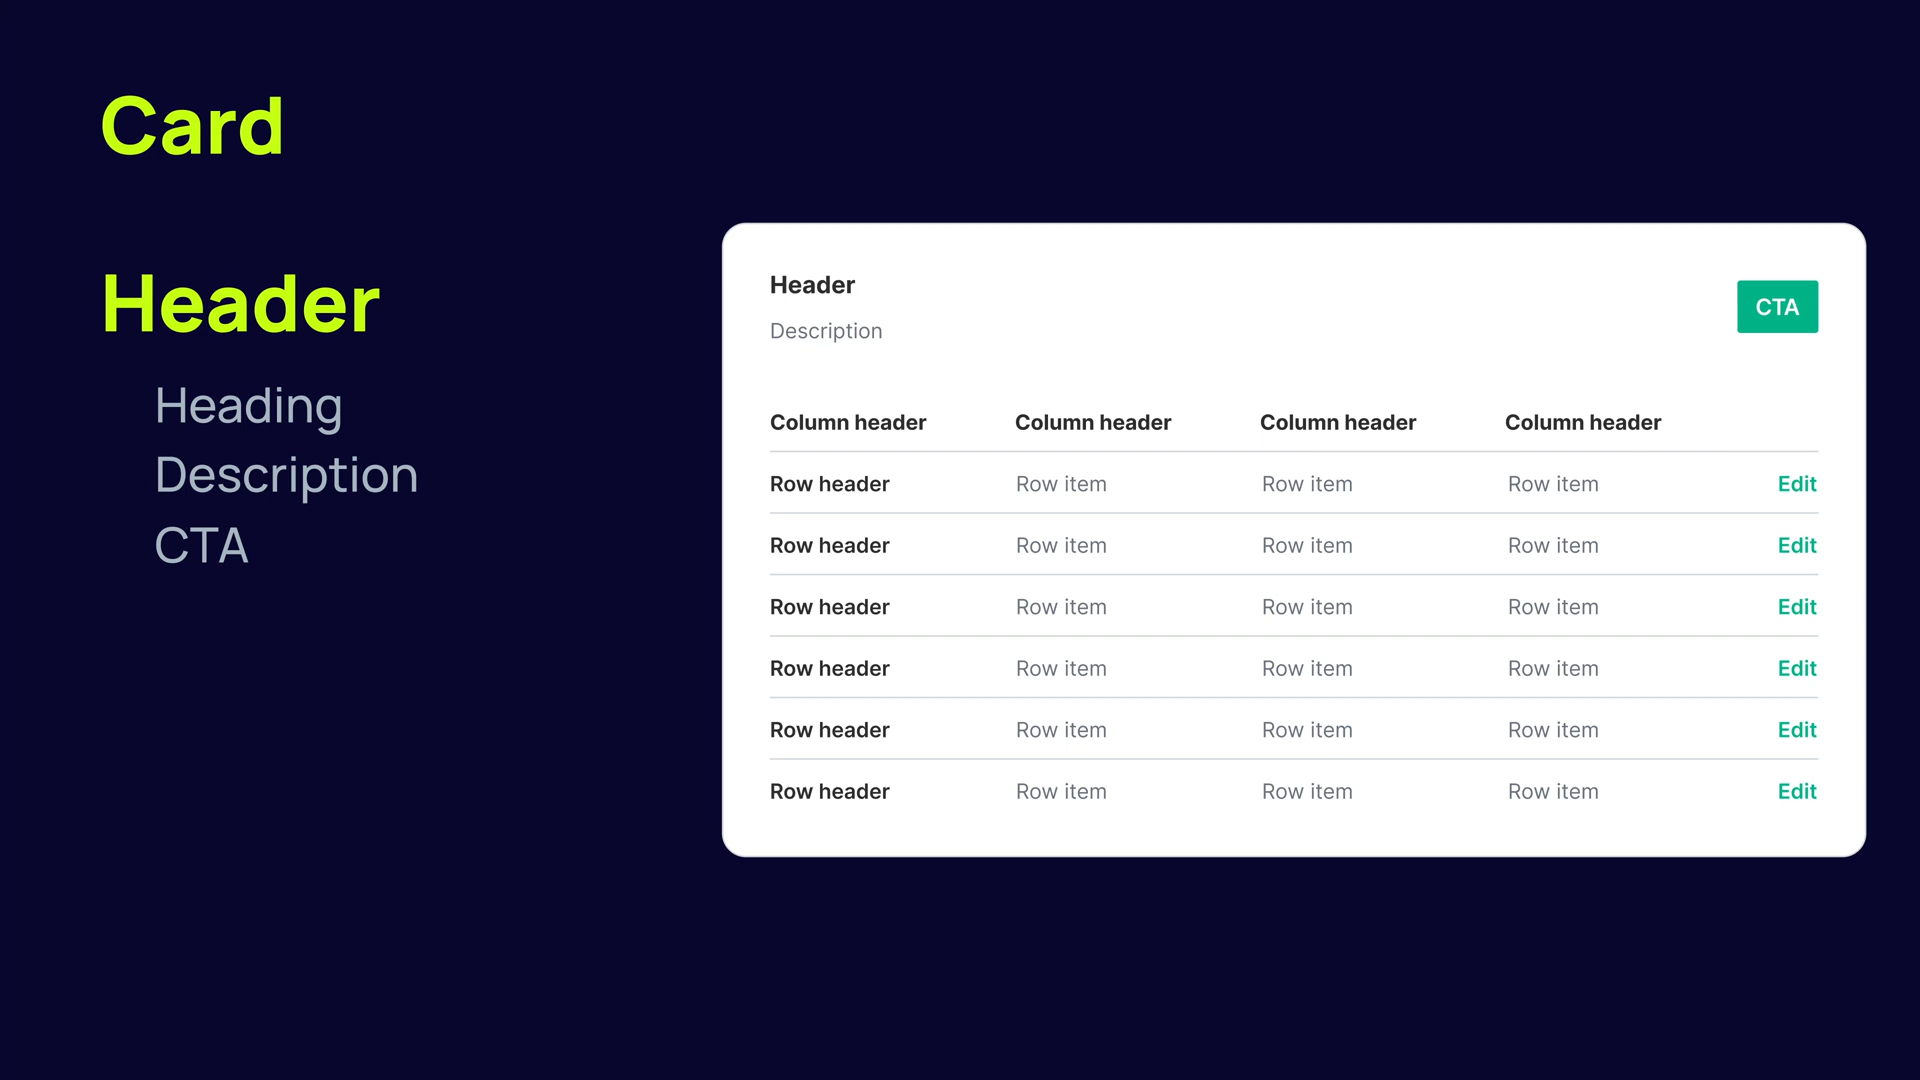 Card
Header
Heading
Description
CTA
Header
Description
CTA
Column header Column header Column header Column header
Row header Row item Row item Row item Edit
Row header Row item Row item Row item Edit
Row header Row item Row item Row item Edit
Row header Row item Row item Row item Edit
Row header Row item Row item Row item Edit
Row header Row item Row item Row item Edit